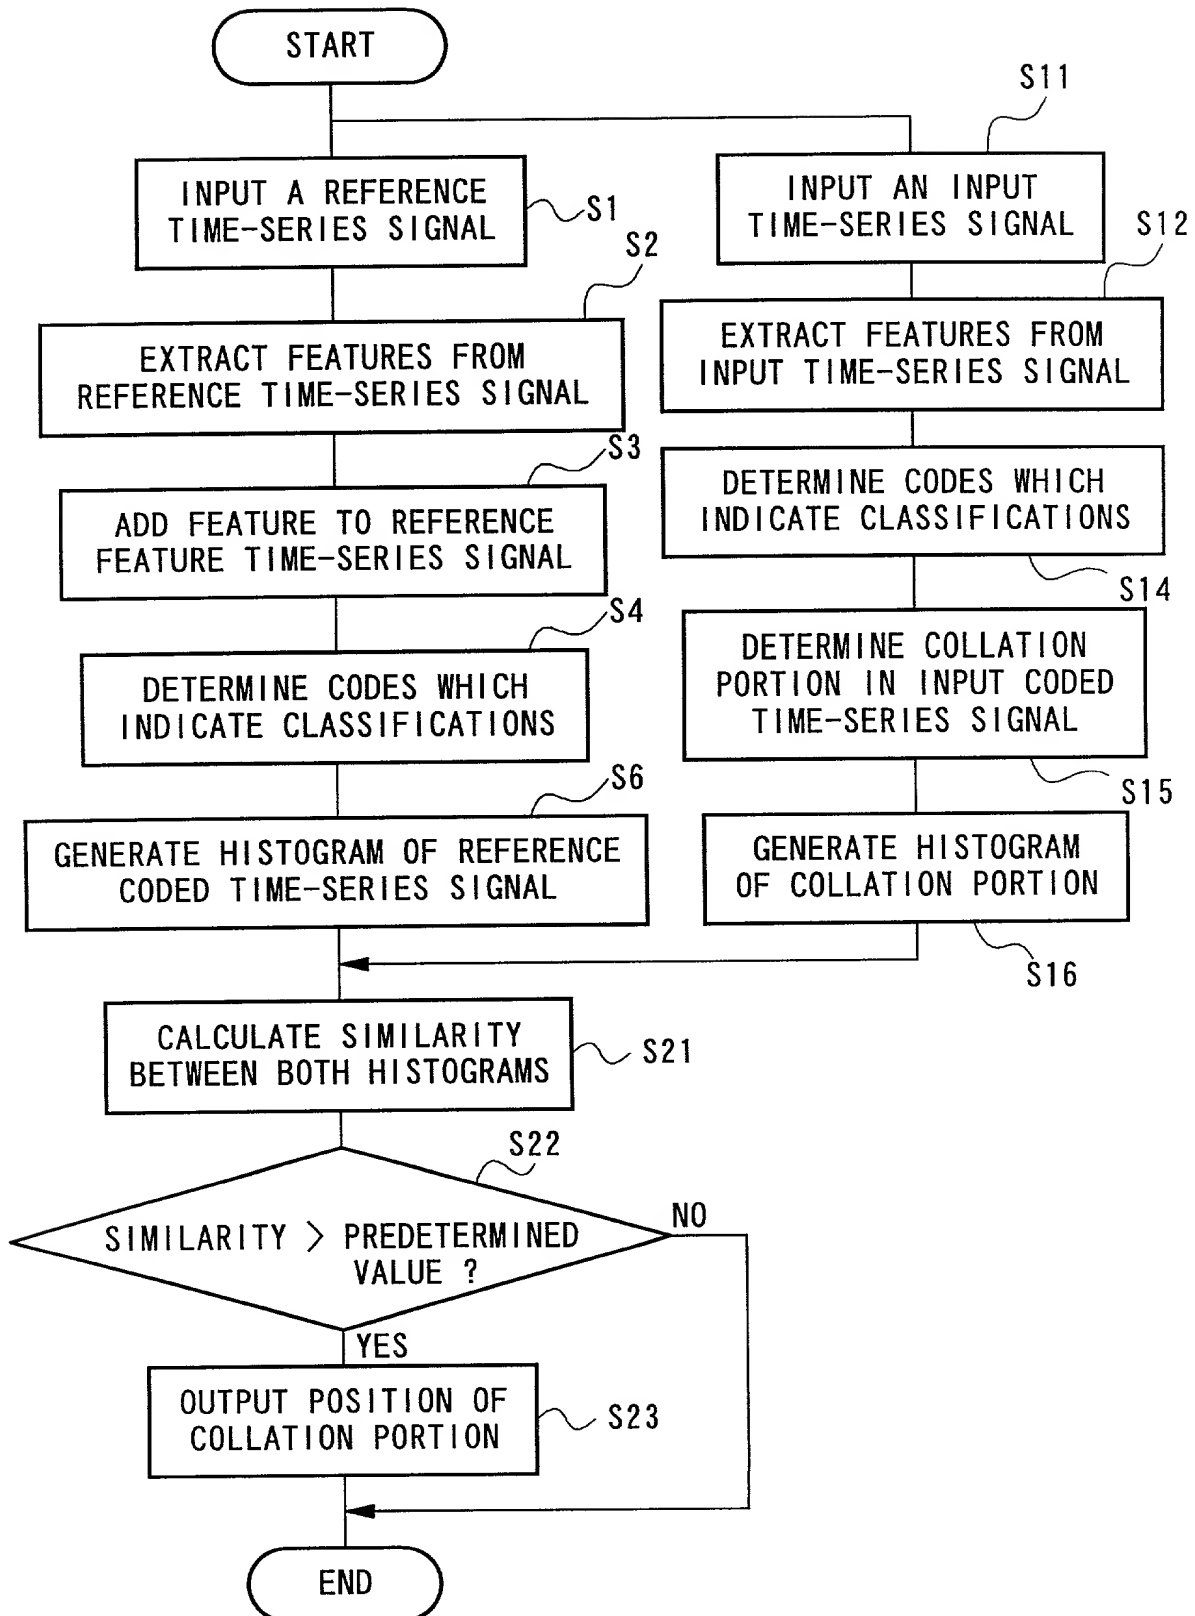 START
S11
INPUT A REFERENCE
TIME-SERIES SIGNAL
S1
INPUT AN INPUT
TIME-SERIES SIGNAL
S2
S12
EXTRACT FEATURES FROM
REFERENCE TIME-SERIES SIGNAL
EXTRACT FEATURES FROM
INPUT TIME-SERIES SIGNAL
S3
ADD FEATURE TO REFERENCE
FEATURE TIME-SERIES SIGNAL
DETERMINE CODES WHICH
INDICATE CLASSIFICATIONS
S14
S4
DETERMINE CODES WHICH
INDICATE CLASSIFICATIONS
DETERMINE COLLATION
PORTION IN INPUT CODED
TIME-SERIES SIGNAL
S15
S6
GENERATE HISTOGRAM OF REFERENCE
CODED TIME-SERIES SIGNAL
GENERATE HISTOGRAM
OF COLLATION PORTION
S16
CALCULATE SIMILARITY
BETWEEN BOTH HISTOGRAMS
S21
S22
SIMILARITY > PREDETERMINED
VALUE ?
NO
YES
OUTPUT POSITION OF
COLLATION PORTION
S23
END